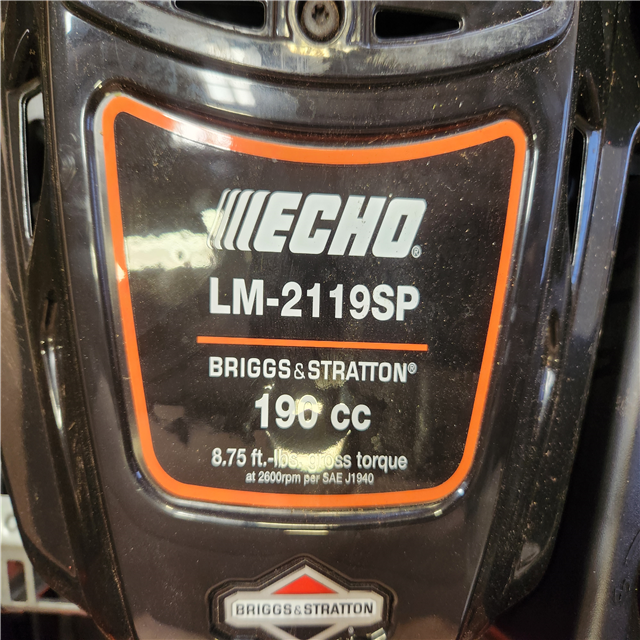 ECHO®
LM-2119SP
BRIGGS&STRATTON®
190 cc
8.75 ft.-lbs. gross torque
at 2600rpm per SAE J1940
BRIGGS&STRATTON